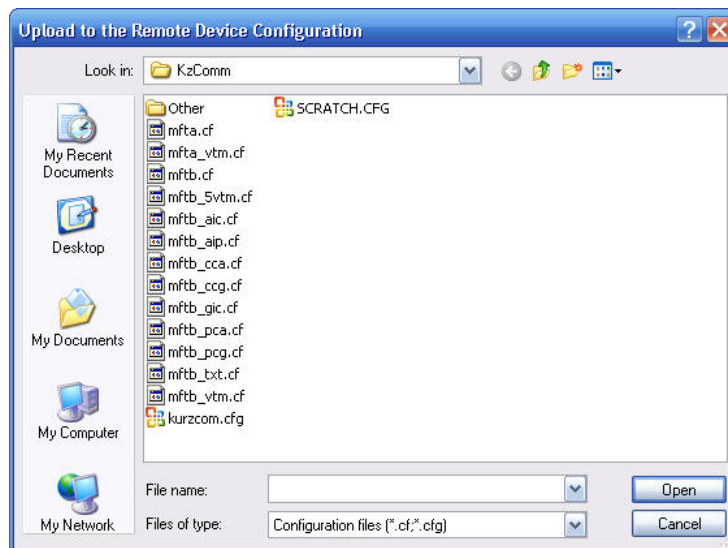 Upload to the Remote Device Configuration
Look in: KzComm
My Recent
Documents
Desktop
My Documents
My Computer
My Network
Other
mfta.cf
mfta_vtm.cf
mftb.cf
mftb_5vtm.cf
mftb_aic.cf
mftb_aip.cf
mftb_cca.cf
mftb_ccg.cf
mftb_gic.cf
mftb_pca.cf
mftb_pcg.cf
mftb_txt.cf
mftb_vtm.cf
kurzcom.cfg
SCRATCH.CFG
File name:
Open
Files of type: Configuration files (*.cf;*.cfg)
Cancel